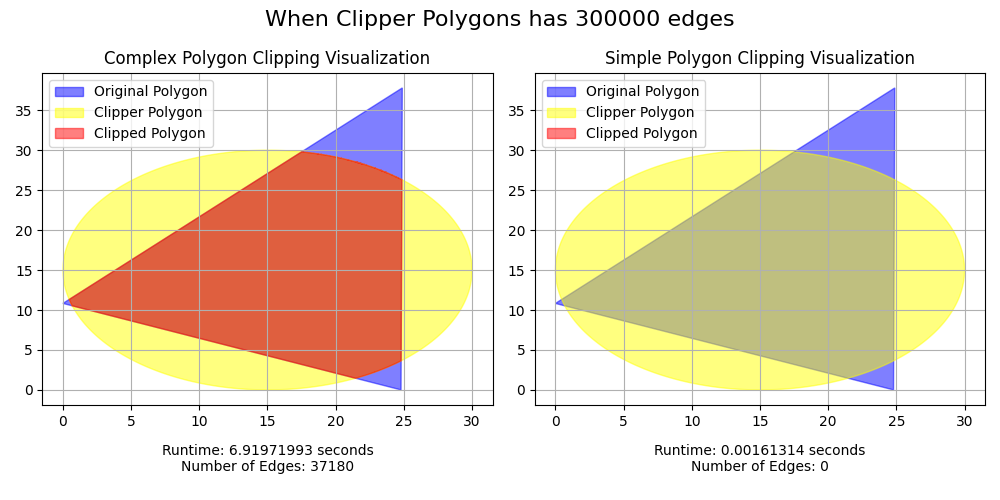 When Clipper Polygons has 300000 edges
Complex Polygon Clipping Visualization
Original Polygon
Clipper Polygon
Clipped Polygon
35
30
25
20
15
10
5
0
0 5 10 15 20 25 30
Runtime: 6.91971993 seconds
Number of Edges: 37180
Simple Polygon Clipping Visualization
Original Polygon
Clipper Polygon
Clipped Polygon
35
30
25
20
15
10
5
0
0 5 10 15 20 25 30
Runtime: 0.00161314 seconds
Number of Edges: 0